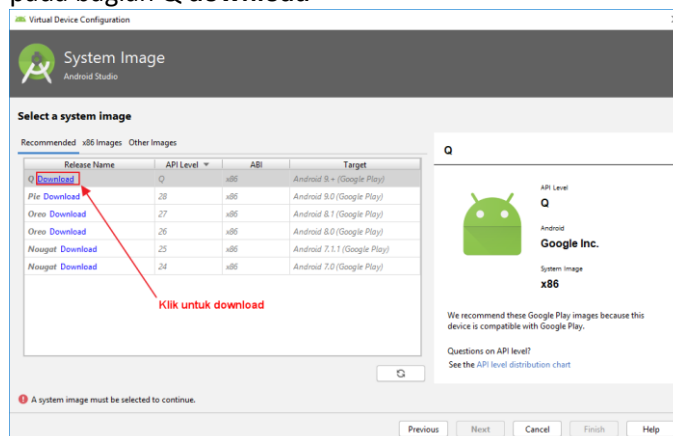 pada bagian Q download
Virtual Device Configuration
System Image
Android Studio
Select a system image
Recommended x86 Images Other Images
Release Name API Level ABI Target
Q Download Q x86 Android 9.+ (Google Play)
Pie Download 28 x86 Android 9.0 (Google Play)
Oreo Download 27 x86 Android 8.1 (Google Play)
Oreo Download 26 x86 Android 8.0 (Google Play)
Nougat Download 25 x86 Android 7.1.1 (Google Play)
Nougat Download 24 x86 Android 7.0 (Google Play)
Klik untuk download
Q
API Level
Q
Android
Google Inc.
System Image
x86
We recommend these Google Play images because this
device is compatible with Google Play.
Questions on API level?
See the API level distribution chart
A system image must be selected to continue.
Previous Next Cancel Finish Help